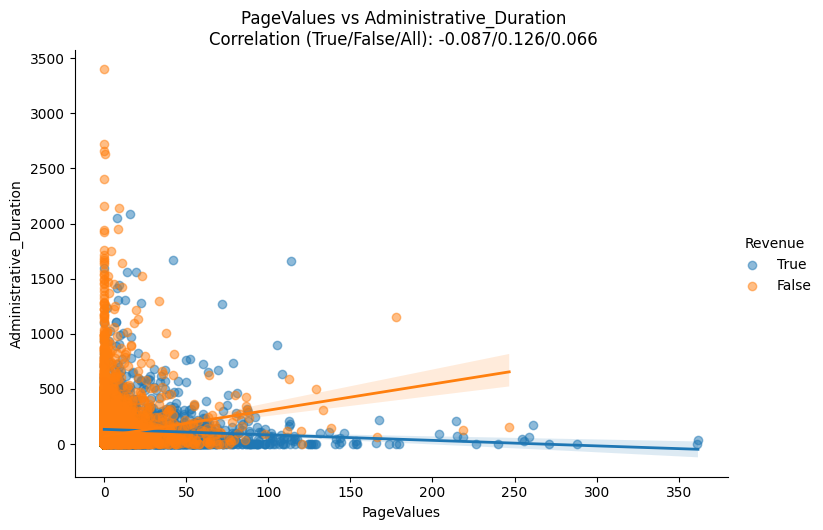 PageValues vs Administrative_Duration
Correlation (True/False/All): -0.087/0.126/0.066
3500
3000
2500
2000
1500
1000
500
0
Administrative_Duration
0 50 100 150 200 250 300 350
PageValues
Revenue
True
False